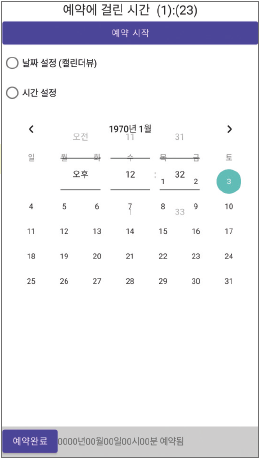 예약에 걸린 시간 (1):(23)
예약 시작
날짜 설정 (캘린더뷰)
시간 설정
1970년 1월
오전 11 31
일 월 화 수 목 금 토
오후 12 : 32
1 2 3
4 5 6 7 8 9 10
1 33
11 12 13 14 15 16 17
18 19 20 21 22 23 24
25 26 27 28 29 30 31
예약완료 0000년00월00일00시00분 예약됨